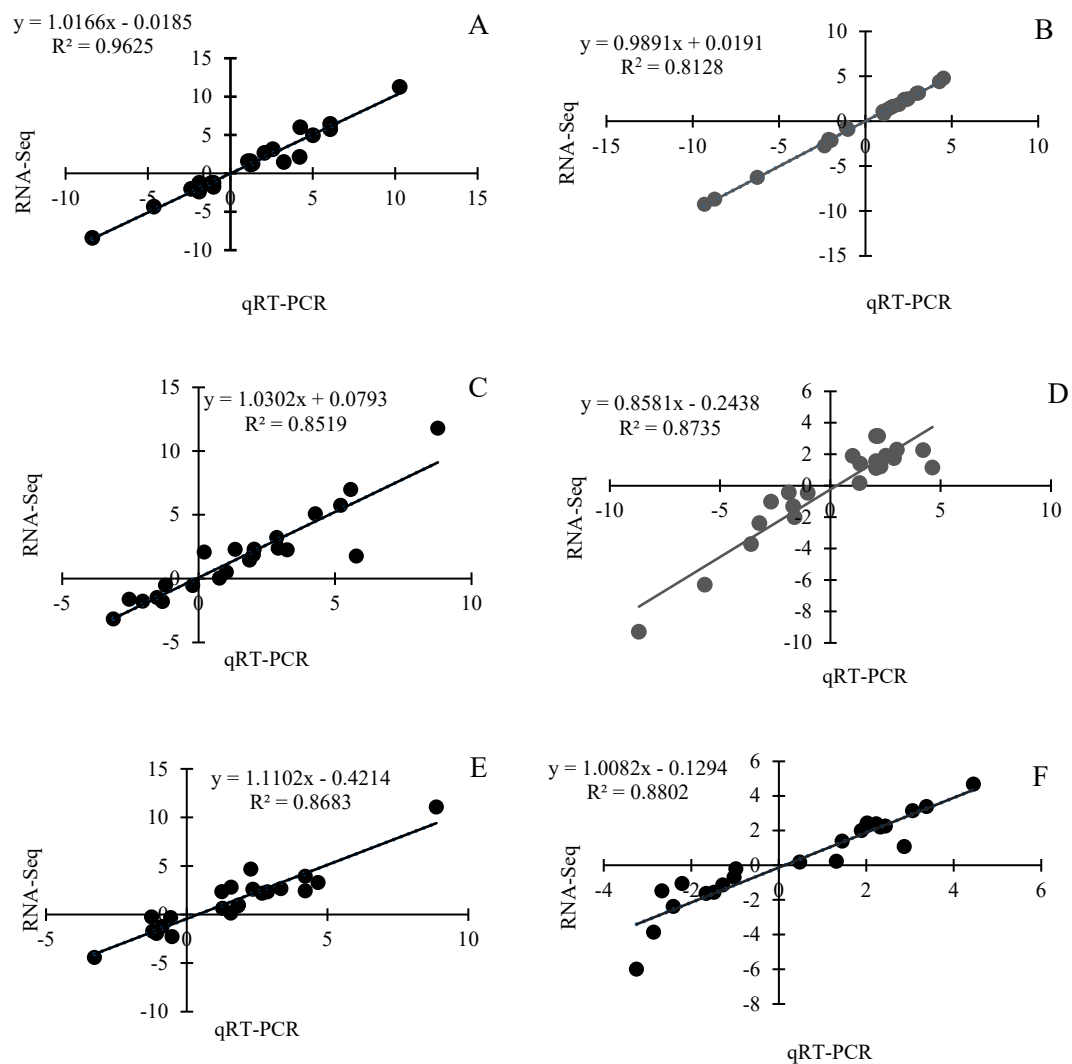 y = 1.0166x - 0.0185
R² = 0.9625
A
15
10
5
0
-5
-10
-10
-5
0
5
10
15
RNA-Seq
qRT-PCR
y = 0.9891x + 0.0191
R² = 0.8128
B
10
5
0
-5
-10
-15
-15
-10
-5
0
5
10
RNA-Seq
qRT-PCR
y = 1.0302x + 0.0793
R² = 0.8519
C
15
10
5
0
-5
-5
0
5
10
RNA-Seq
qRT-PCR
y = 0.8581x - 0.2438
R² = 0.8735
D
6
4
2
0
-2
-4
-6
-8
-10
-10
-5
0
5
10
RNA-Seq
qRT-PCR
y = 1.1102x - 0.4214
R² = 0.8683
E
15
10
5
0
-5
-10
-5
0
5
10
RNA-Seq
qRT-PCR
y = 1.0082x - 0.1294
R² = 0.8802
F
6
4
2
0
-2
-4
-6
-8
-4
-2
0
2
4
6
RNA-Seq
qRT-PCR